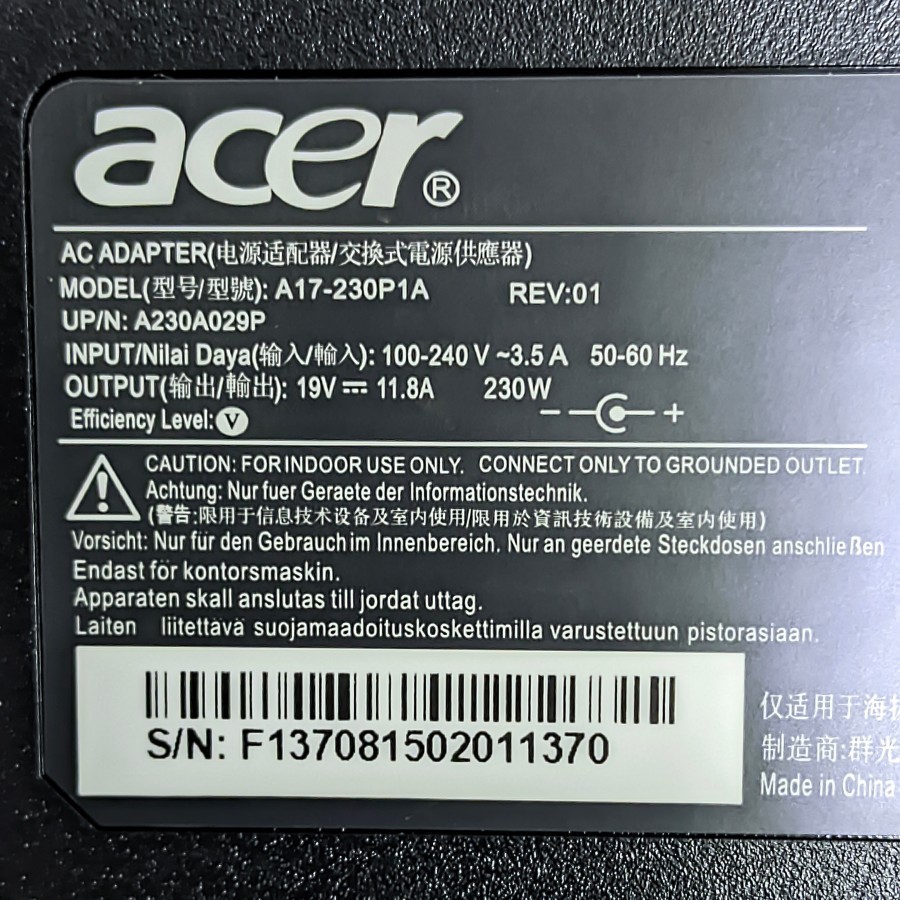 acer®
AC ADAPTER(电源适配器/交換式電源供應器)
MODEL(型号/型號): A17-230P1A REV:01
UP/N: A230A029P
INPUT/Nilai Daya(输入/輸入): 100-240 V ~3.5 A 50-60 Hz
OUTPUT(输出/輸出): 19V ⎓ 11.8A 230W
Efficiency Level: V
CAUTION: FOR INDOOR USE ONLY. CONNECT ONLY TO GROUNDED OUTLET.
Achtung: Nur fuer Geraete der Informationstechnik.
(警告:限用于信息技术设备及室内使用/限用於資訊技術設備及室内使用)
Vorsicht: Nur für den Gebrauch im Innenbereich. Nur an geerdete Steckdosen anschließen
Endast för kontorsmaskin.
Apparaten skall anslutas till jordat uttag.
Laiten liitettävä suojamaadoituskoskettimilla varustettuun pistorasiaan.
S/N: F137081502011370
仅适用于海
制造商:群光
Made in China